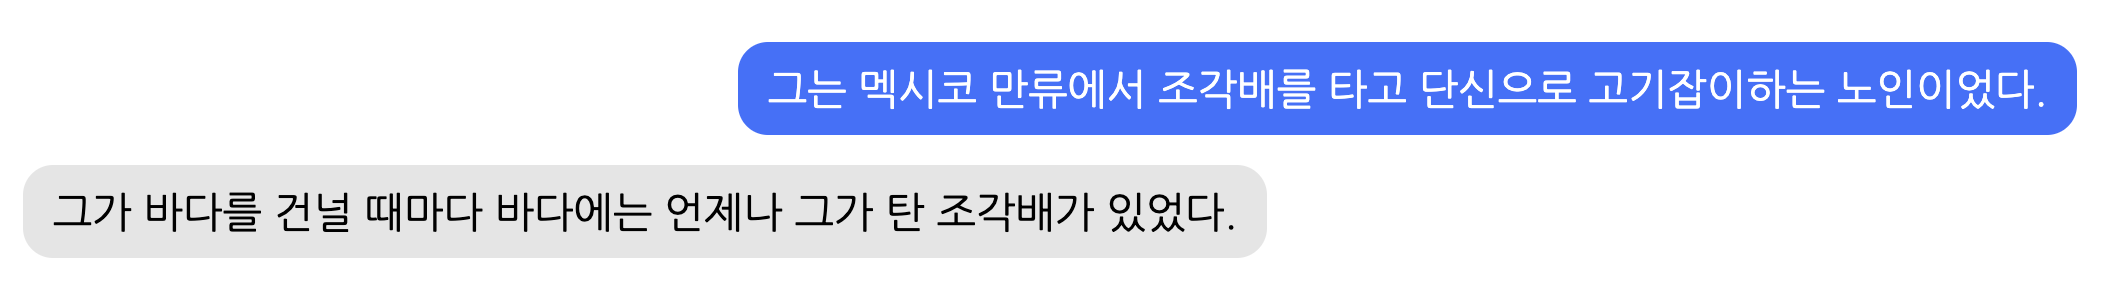 그는 멕시코 만류에서 조각배를 타고 단신으로 고기잡이하는 노인이었다.
그가 바다를 건널 때마다 바다에는 언제나 그가 탄 조각배가 있었다.